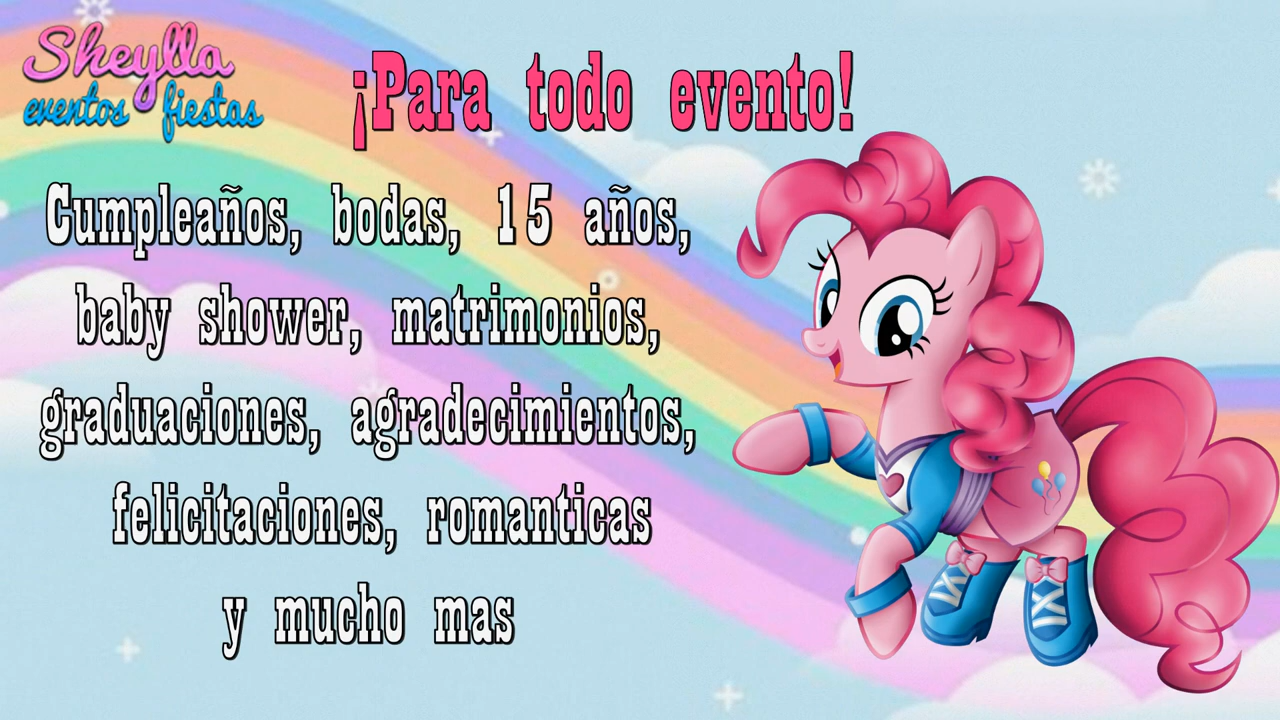 Sheylla
eventos fiestas
¡Para todo evento!
Cumpleaños, bodas, 15 años,
baby shower, matrimonios,
graduaciones, agradecimientos,
felicitaciones, romanticas
y mucho mas